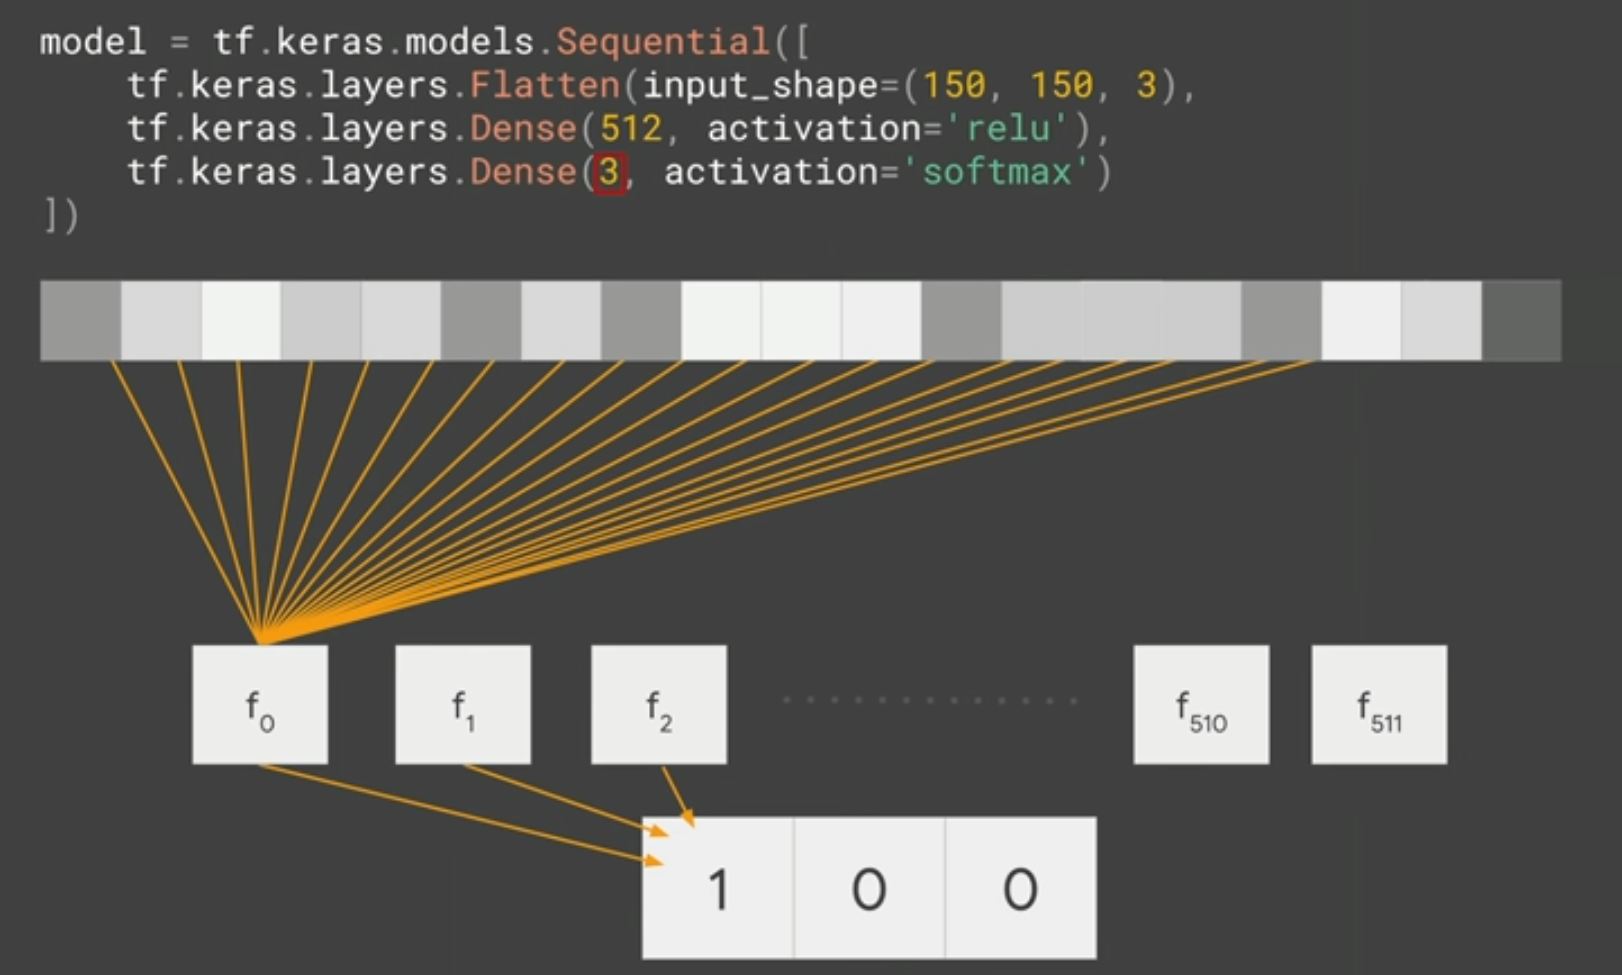 model = tf.keras.models.Sequential([
    tf.keras.layers.Flatten(input_shape=(150, 150, 3),
    tf.keras.layers.Dense(512, activation='relu'),
    tf.keras.layers.Dense(3, activation='softmax')
])
f0 f1 f2 ............. f510 f511
1 0 0